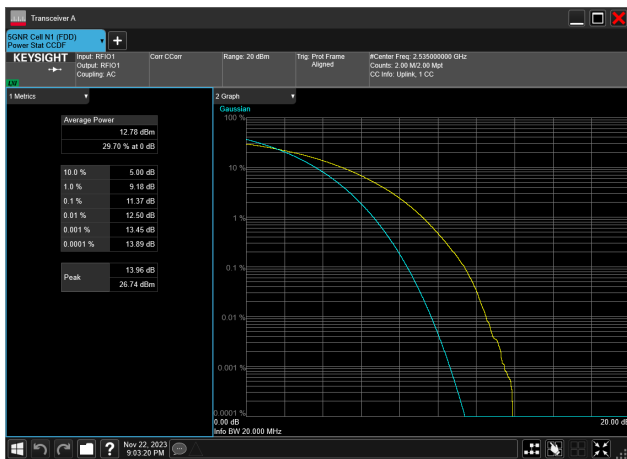 Transceiver A
5GNR Cell N1 (FDD)
Power Stat CCDF
KEYSIGHT
Input: RFIO1
Output: RFIO1
Coupling: AC
Corr CCorr
Range: 20 dBm
Trig: Prot Frame
Aligned
#Center Freq: 2.535000000 GHz
Counts: 2.00 M/2.00 Mpt
CC Info: Uplink, 1 CC
LVI
1 Metrics
Average Power
12.78 dBm
29.70 % at 0 dB
10.0 % 5.00 dB
1.0 % 9.18 dB
0.1 % 11.37 dB
0.01 % 12.50 dB
0.001 % 13.45 dB
0.0001 % 13.89 dB
Peak
13.96 dB
26.74 dBm
2 Graph
Gaussian
100 %
10 %
1 %
0.1 %
0.01 %
0.001 %
0.0001 %
0.00 dB
20.00 dB
Info BW 20.000 MHz
Nov 22, 2023
9:03:20 PM